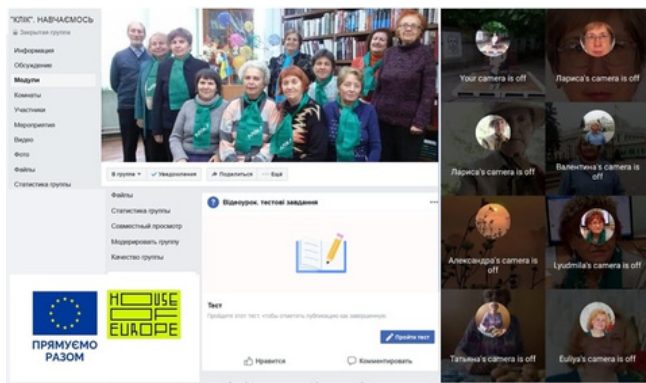 "КЛІК". НАВЧАЄМОСЬ
Закрытая группа
Информация
Обсуждение
Модули
Комнаты
Участники
Мероприятия
Видео
Фото
Файлы
Статистика группы
В группе
Уведомления
Поделиться
Ещё
Файлы
Статистика группы
Совместный просмотр
Модерировать группу
Качество группы
Відеоурок. тестові завдання
Тест
Пройдите этот тест, чтобы отметить публикацию как завершенную.
Пройти тест
Нравится
Комментировать
ПРЯМУЄМО
РАЗОМ
HOUSE
OF
EUROPE
Your camera is off
Лариса's camera is off
Лариса's camera is off
Валентина's camera is
off
Александра's camera is
off
Lyudmila's camera is off
Татьяна's camera is off
Euliya's camera is off